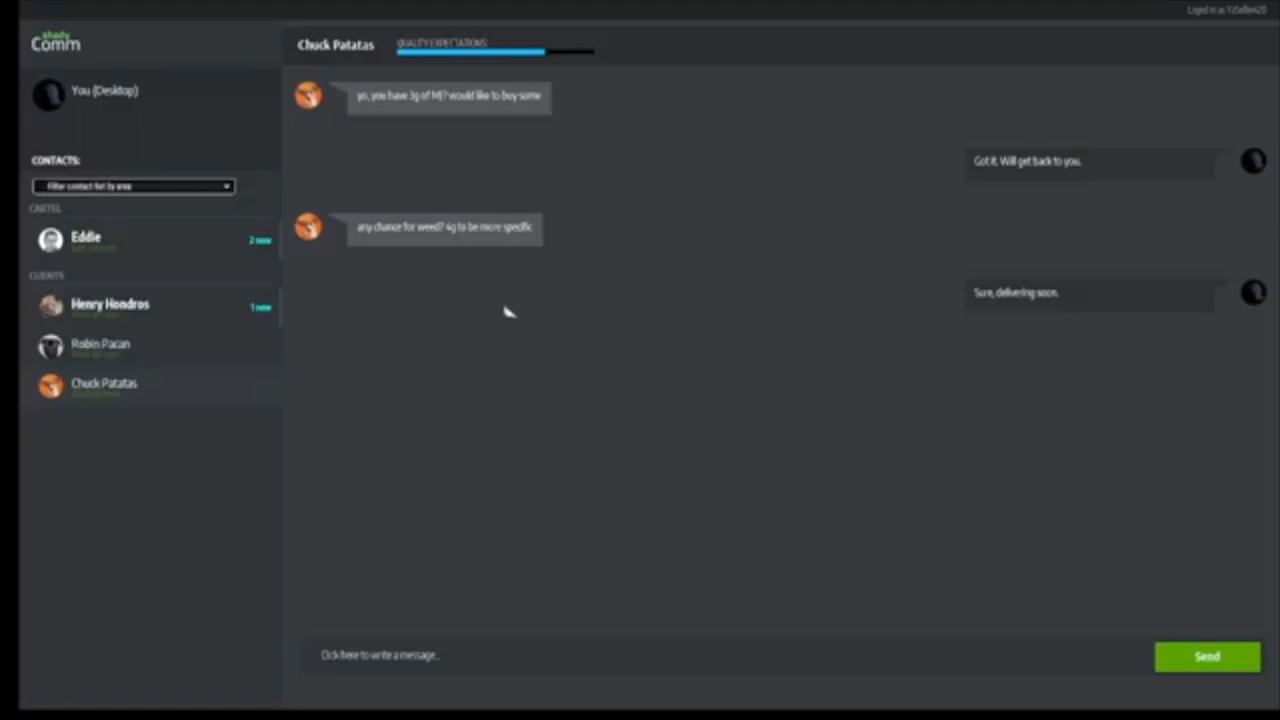 shady
Comm
Chuck Patatas
QUALITY EXPECTATIONS:
You (Desktop)
yo, you have 3g of MJ? would like to buy some
CONTACTS:
Got it. Will get back to you.
Filter contact list by area
CARTEL
any chance for weed? 4g to be more specific
Eddie
2 new
CLIENTS
Sure, delivering soon.
Henry Hondros
1 new
Robin Pacan
Chuck Patatas
Click here to write a message...
Send